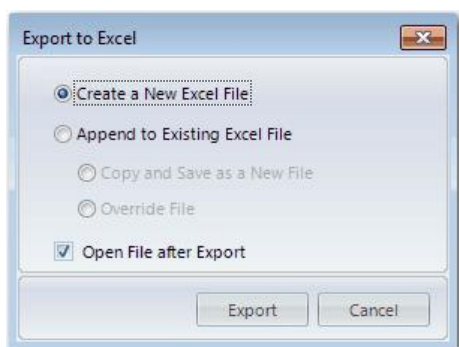 Export to Excel
Create a New Excel File
Append to Existing Excel File
Copy and Save as a New File
Override File
Open File after Export
Export Cancel